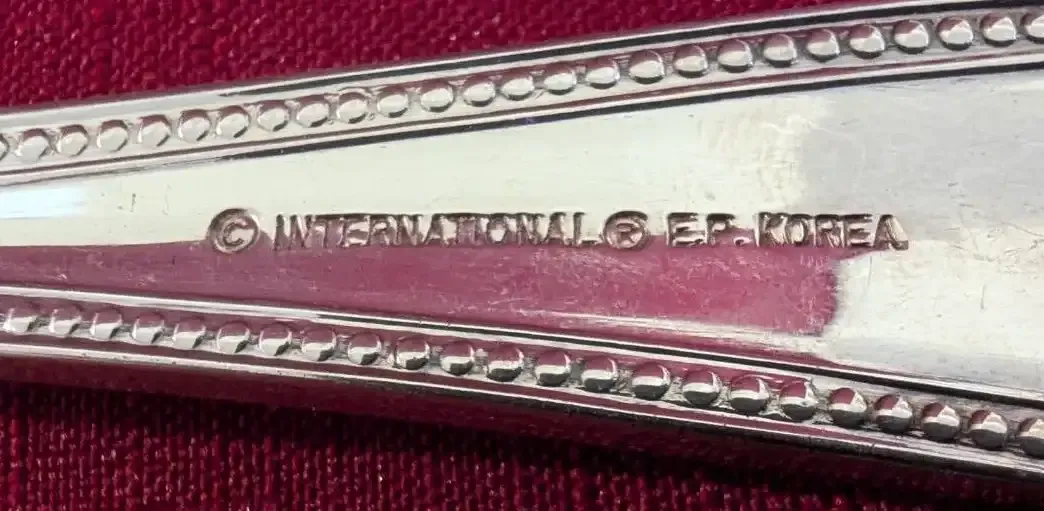 © INTERNATIONAL ® E.P. KOREA